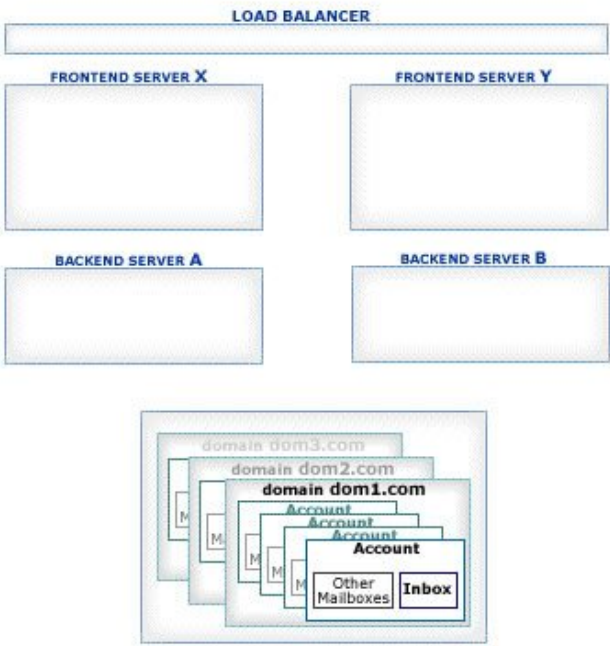 LOAD BALANCER
FRONTEND SERVER X
FRONTEND SERVER Y
BACKEND SERVER A
BACKEND SERVER B
domain dom3.com
domain dom2.com
domain dom1.com
Account
Account
Account
Account
M
M
M
M
M
Other
Mailboxes
Inbox